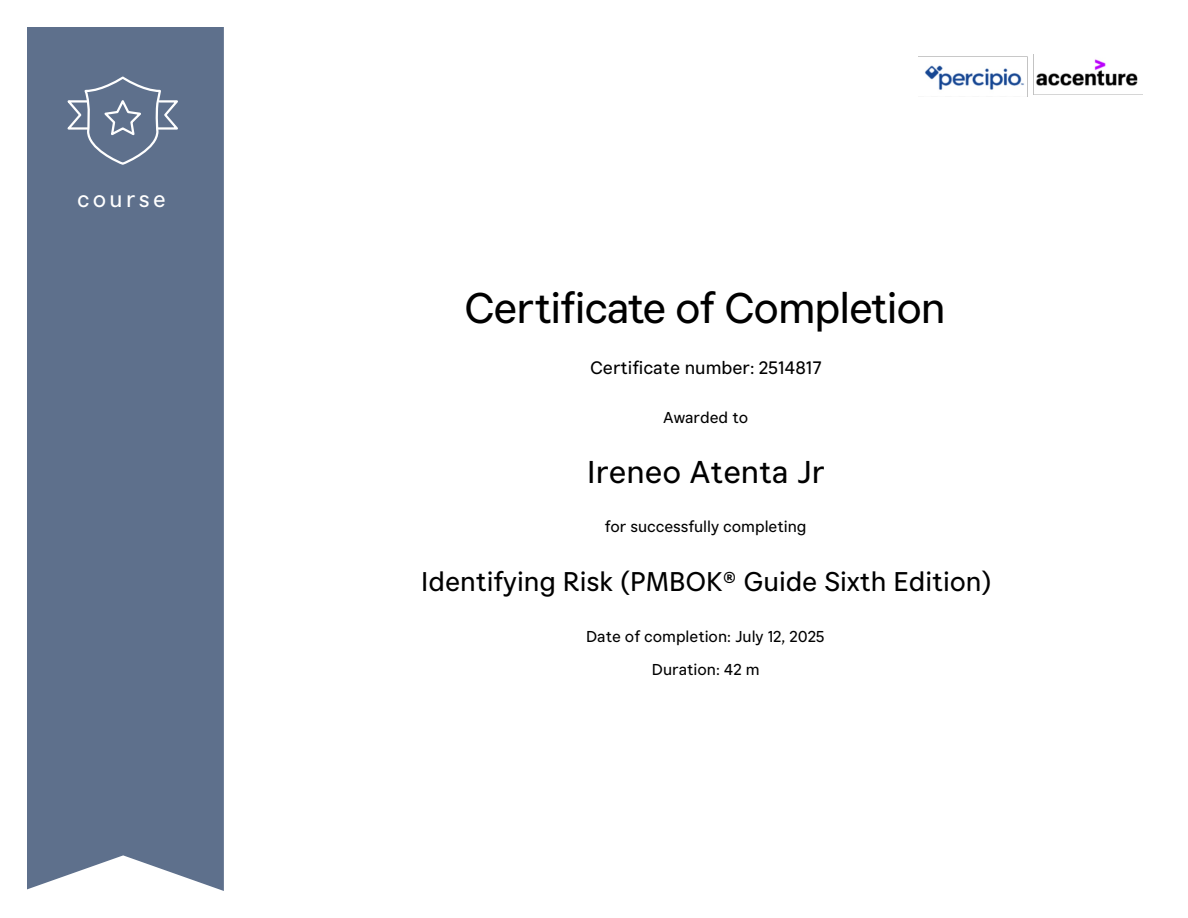 percipio.
accenture
course
Certificate of Completion
Certificate number: 2514817
Awarded to
Ireneo Atenta Jr
for successfully completing
Identifying Risk (PMBOK® Guide Sixth Edition)
Date of completion: July 12, 2025
Duration: 42 m